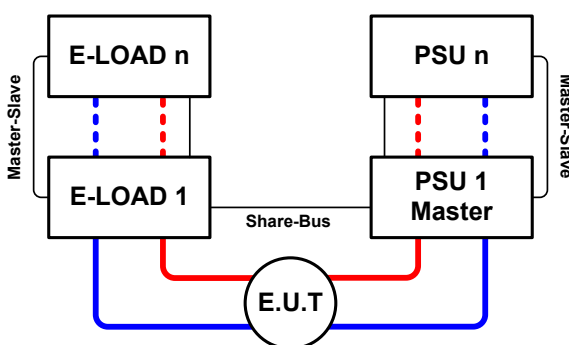 E-LOAD n
PSU n
Master-Slave
Master-Slave
E-LOAD 1
PSU 1
Master
Share-Bus
E.U.T